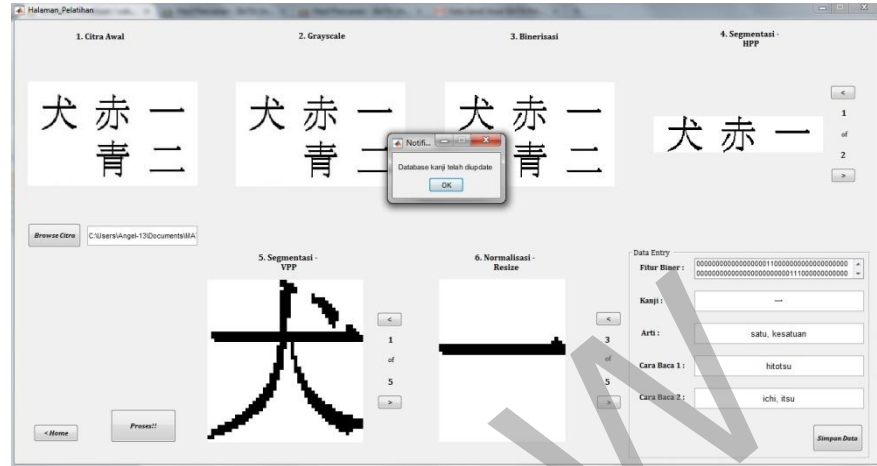 Halaman_Pelatihan
1. Citra Awal
2. Grayscale
3. Binerisasi
4. Segmentasi -
HPP
犬 赤 一
青 二
犬 赤 一
青 二
犬 赤 一
青 二
犬 赤 一
<
1
of
2
>
Notifi...
Database kanji telah diupdate
OK
Browse Citra
C:\Users\Angel-13\Documents\MA
5. Segmentasi -
VPP
犬
<
1
of
5
>
6. Normalisasi -
Resize
一
<
3
of
5
>
Data Entry
Fitur Biner :
Kanji :
一
Arti :
satu, kesatuan
Cara Baca 1 :
hitotsu
Cara Baca 2 :
ichi, itsu
< Home
Proses!!
Simpan Data